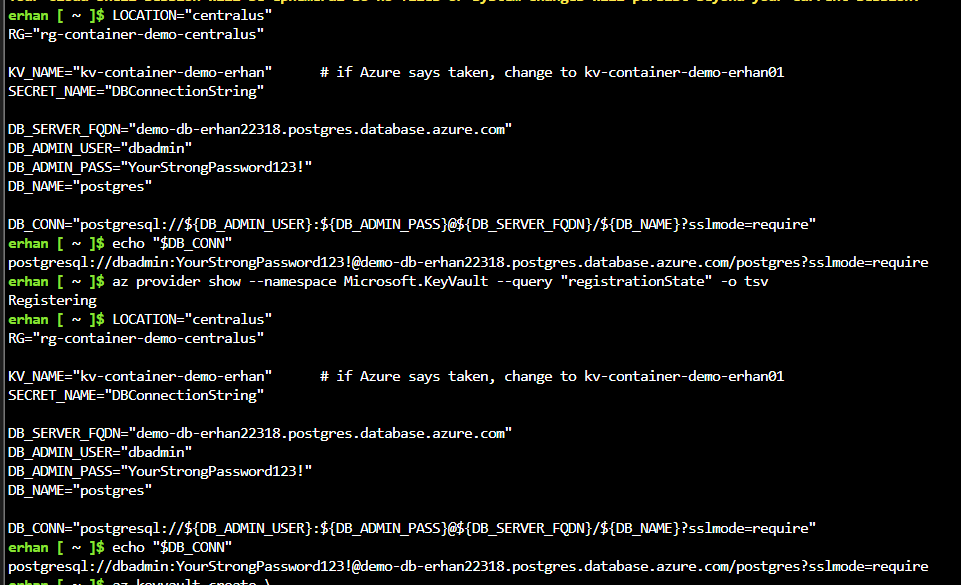 erhan [ ~ ]$ LOCATION="centralus"
RG="rg-container-demo-centralus"
KV_NAME="kv-container-demo-erhan"      # if Azure says taken, change to kv-container-demo-erhan01
SECRET_NAME="DBConnectionString"
DB_SERVER_FQDN="demo-db-erhan22318.postgres.database.azure.com"
DB_ADMIN_USER="dbadmin"
DB_ADMIN_PASS="YourStrongPassword123!"
DB_NAME="postgres"
DB_CONN="postgresql://${DB_ADMIN_USER}:${DB_ADMIN_PASS}@${DB_SERVER_FQDN}/${DB_NAME}?sslmode=require"
erhan [ ~ ]$ echo "$DB_CONN"
postgresql://dbadmin:YourStrongPassword123!@demo-db-erhan22318.postgres.database.azure.com/postgres?sslmode=require
erhan [ ~ ]$ az provider show --namespace Microsoft.KeyVault --query "registrationState" -o tsv
Registering
erhan [ ~ ]$ LOCATION="centralus"
RG="rg-container-demo-centralus"
KV_NAME="kv-container-demo-erhan"      # if Azure says taken, change to kv-container-demo-erhan01
SECRET_NAME="DBConnectionString"
DB_SERVER_FQDN="demo-db-erhan22318.postgres.database.azure.com"
DB_ADMIN_USER="dbadmin"
DB_ADMIN_PASS="YourStrongPassword123!"
DB_NAME="postgres"
DB_CONN="postgresql://${DB_ADMIN_USER}:${DB_ADMIN_PASS}@${DB_SERVER_FQDN}/${DB_NAME}?sslmode=require"
erhan [ ~ ]$ echo "$DB_CONN"
postgresql://dbadmin:YourStrongPassword123!@demo-db-erhan22318.postgres.database.azure.com/postgres?sslmode=require
erhan [ ~ ]$ az keyvault create \